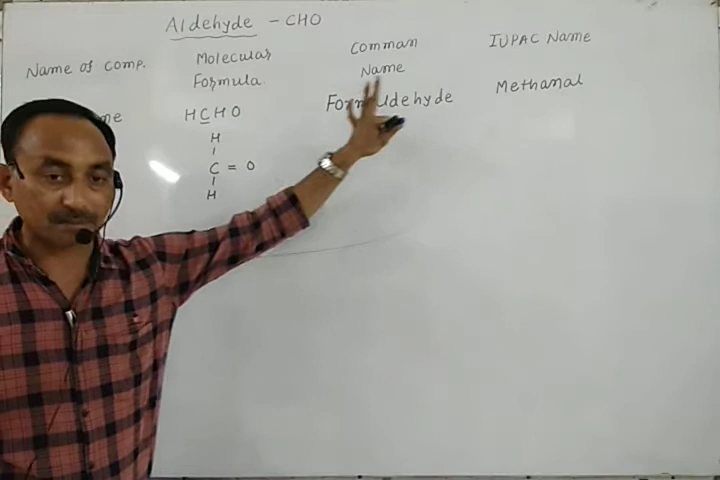 Aldehyde - CHO
Name of Comp.
Molecular Formula
Comman Name
IUPAC Name
HCHO
Methanal
H
C = O
H